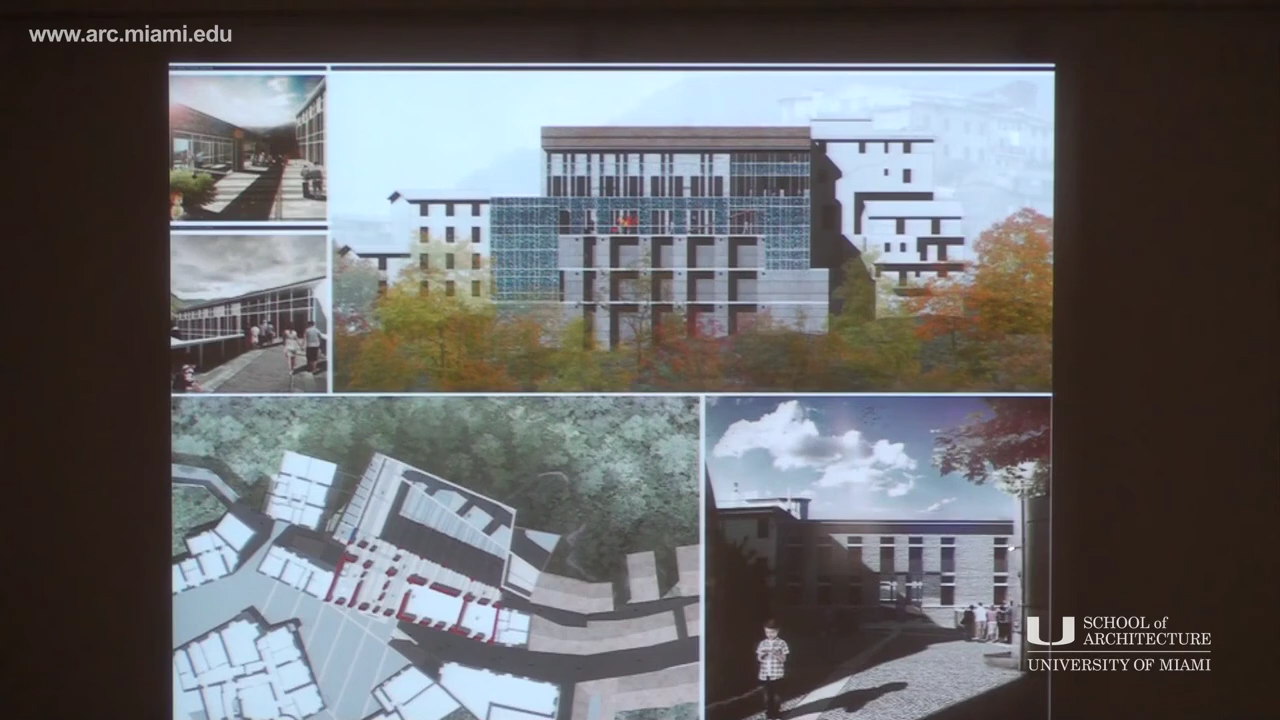 www.arc.miami.edu
SCHOOL of
ARCHITECTURE
UNIVERSITY OF MIAMI